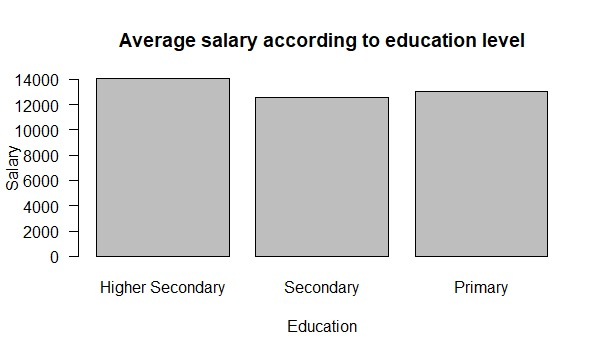 Average salary according to education level
14000
12000
10000
8000
6000
4000
2000
0
Salary
Higher Secondary Secondary Primary
Education